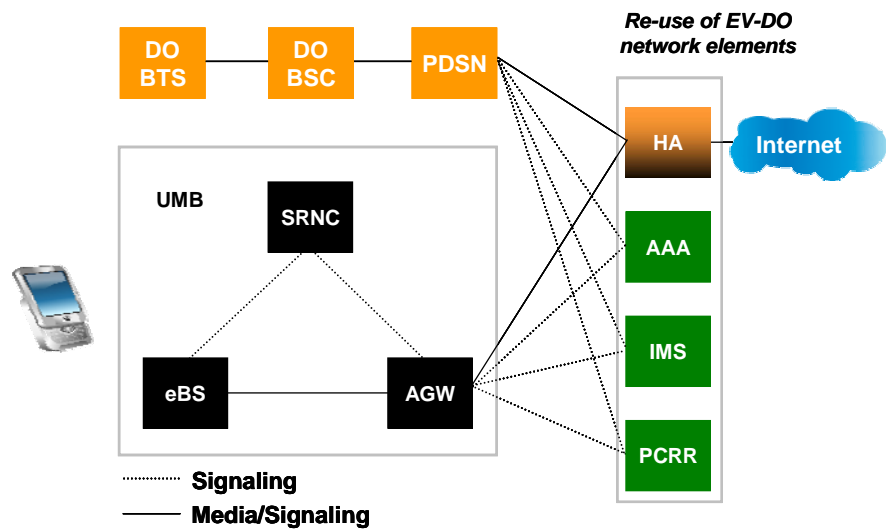 Re-use of EV-DO
network elements
DO
BTS
DO
BSC
PDSN
HA
Internet
UMB
SRNC
AAA
IMS
eBS
AGW
PCRR
Signaling
Media/Signaling